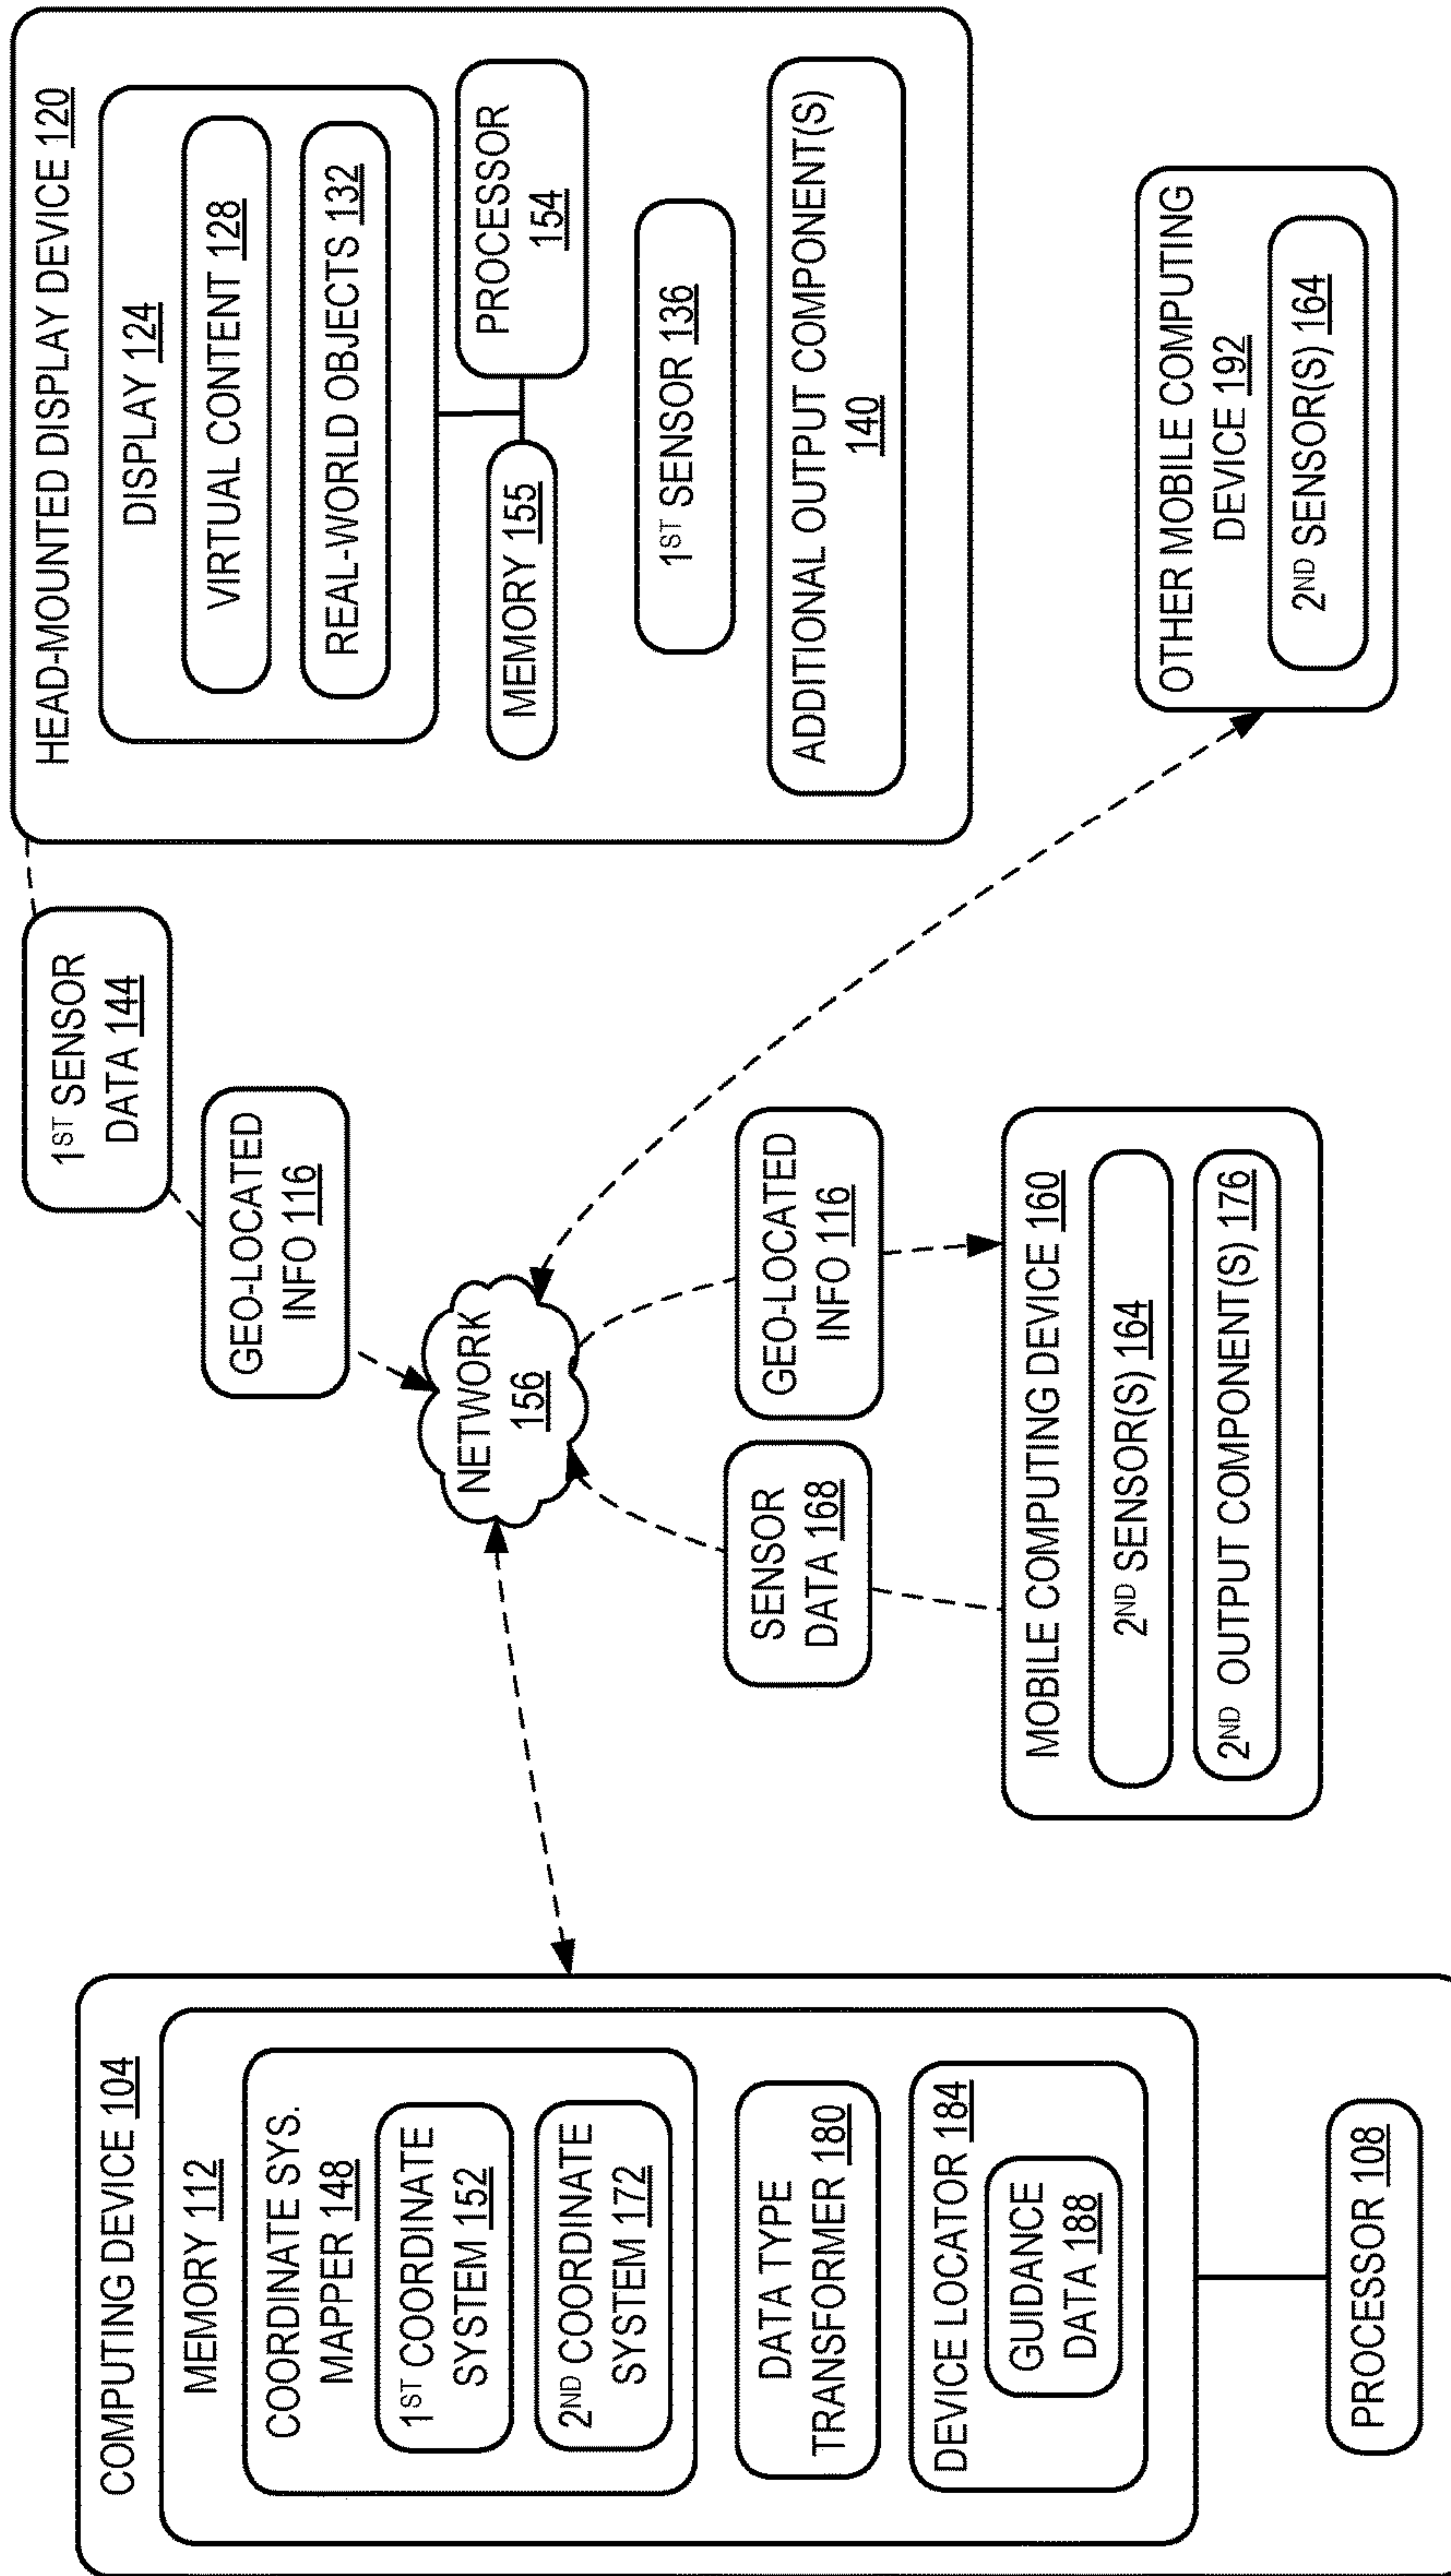 COMPUTING DEVICE 104
MEMORY 112
COORDINATE SYS.
MAPPER 148
1ST COORDINATE
SYSTEM 152
2ND COORDINATE
SYSTEM 172
DATA TYPE
TRANSFORMER 180
DEVICE LOCATOR 184
GUIDANCE
DATA 188
PROCESSOR 108
NETWORK
156
1ST SENSOR
DATA 144
GEO-LOCATED
INFO 116
SENSOR
DATA 168
GEO-LOCATED
INFO 116
MOBILE COMPUTING DEVICE 160
2ND SENSOR(S) 164
2ND OUTPUT COMPONENT(S) 176
HEAD-MOUNTED DISPLAY DEVICE 120
DISPLAY 124
VIRTUAL CONTENT 128
REAL-WORLD OBJECTS 132
MEMORY 155
PROCESSOR
154
1ST SENSOR 136
ADDITIONAL OUTPUT COMPONENT(S)
140
OTHER MOBILE COMPUTING
DEVICE 192
2ND SENSOR(S) 164